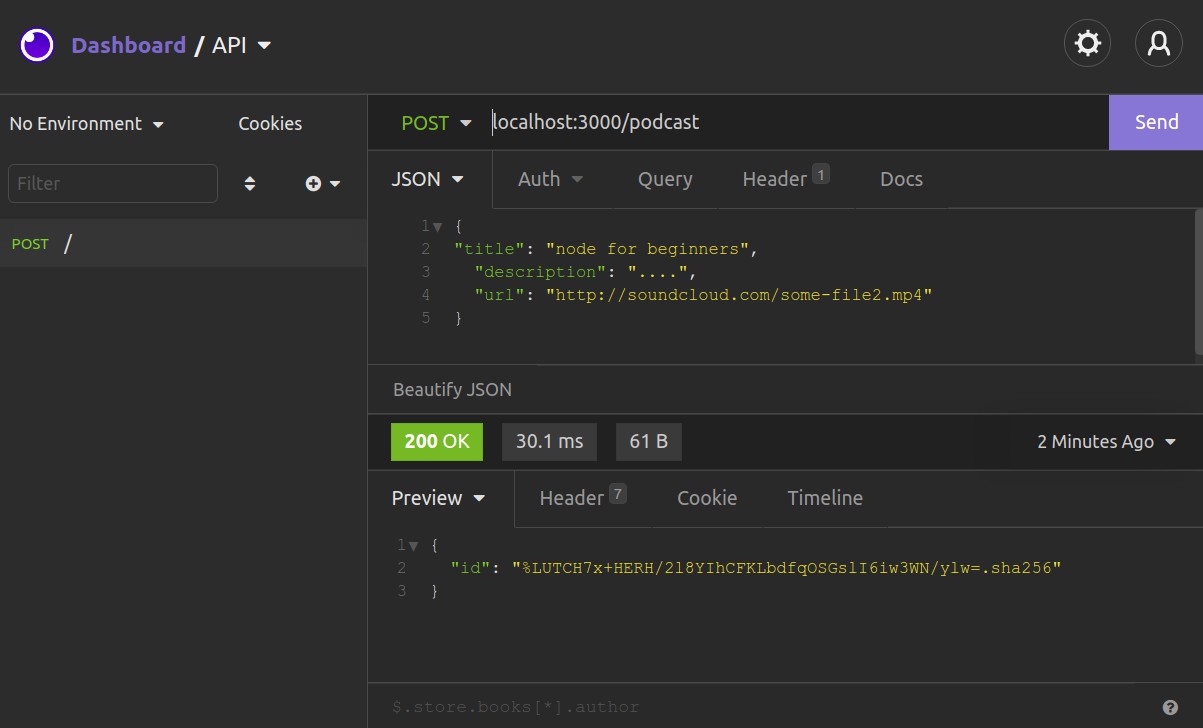 Dashboard / API
No Environment
Cookies
Filter
POST /
POST localhost:3000/podcast Send
JSON Auth Query Header 1 Docs
1 {
2 "title": "node for beginners",
3 "description": "....",
4 "url": "http://soundcloud.com/some-file2.mp4"
5 }
Beautify JSON
200 OK 30.1 ms 61 B 2 Minutes Ago
Preview Header 7 Cookie Timeline
1 {
2 "id": "%LUTCH7x+HERH/2l8YIhCFKLbdfqOSGslI6iw3WN/ylw=.sha256"
3 }
$.store.books[*].author ?